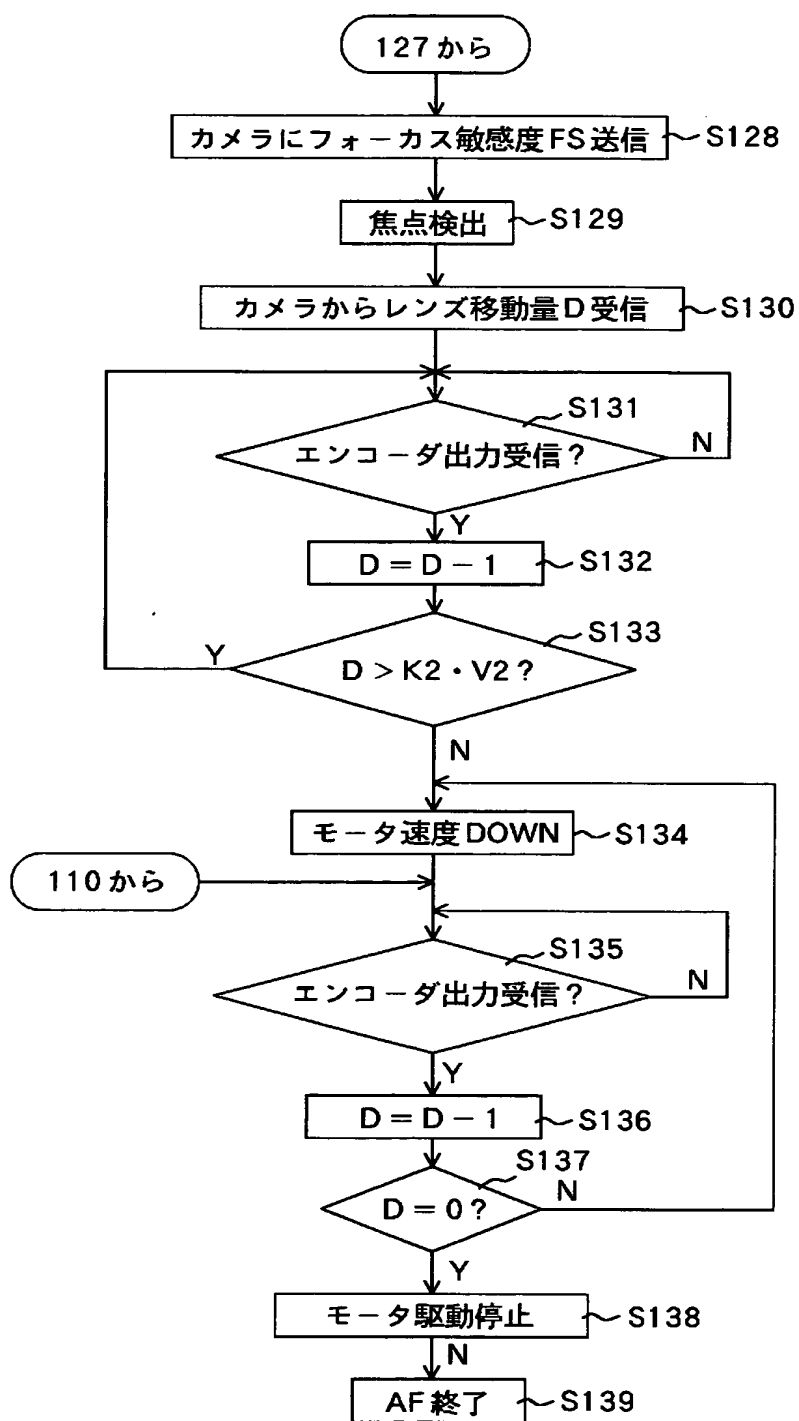 127から
カメラにフォーカス敏感度FS送信 S128
焦点検出 S129
カメラからレンズ移動量D受信 S130
S131
エンコーダ出力受信？ N
Y
D＝D－1 S132
S133
Y D＞K2・V2？
N
モータ速度DOWN S134
110から
S135
エンコーダ出力受信？ N
Y
D＝D－1 S136
S137
D＝0？ N
Y
モータ駆動停止 S138
N
AF終了 S139